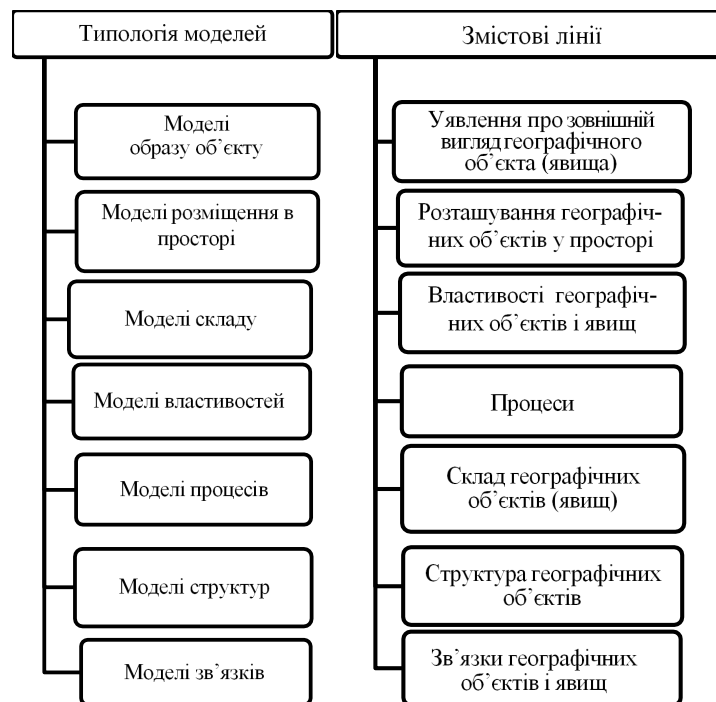 Типологія моделей
Моделі
образу об’єкту
Моделі розміщення в
просторі
Моделі складу
Моделі властивостей
Моделі процесів
Моделі структур
Моделі зв’язків
Змістові лінії
Уявлення про зовнішній
вигляд географічного
об’єкта (явища)
Розташування географіч-
них об’єктів у просторі
Властивості географіч-
них об’єктів і явищ
Процеси
Склад географічних
об’єктів (явищ)
Структура географічних
об’єктів
Зв’язки географічних
об’єктів і явищ